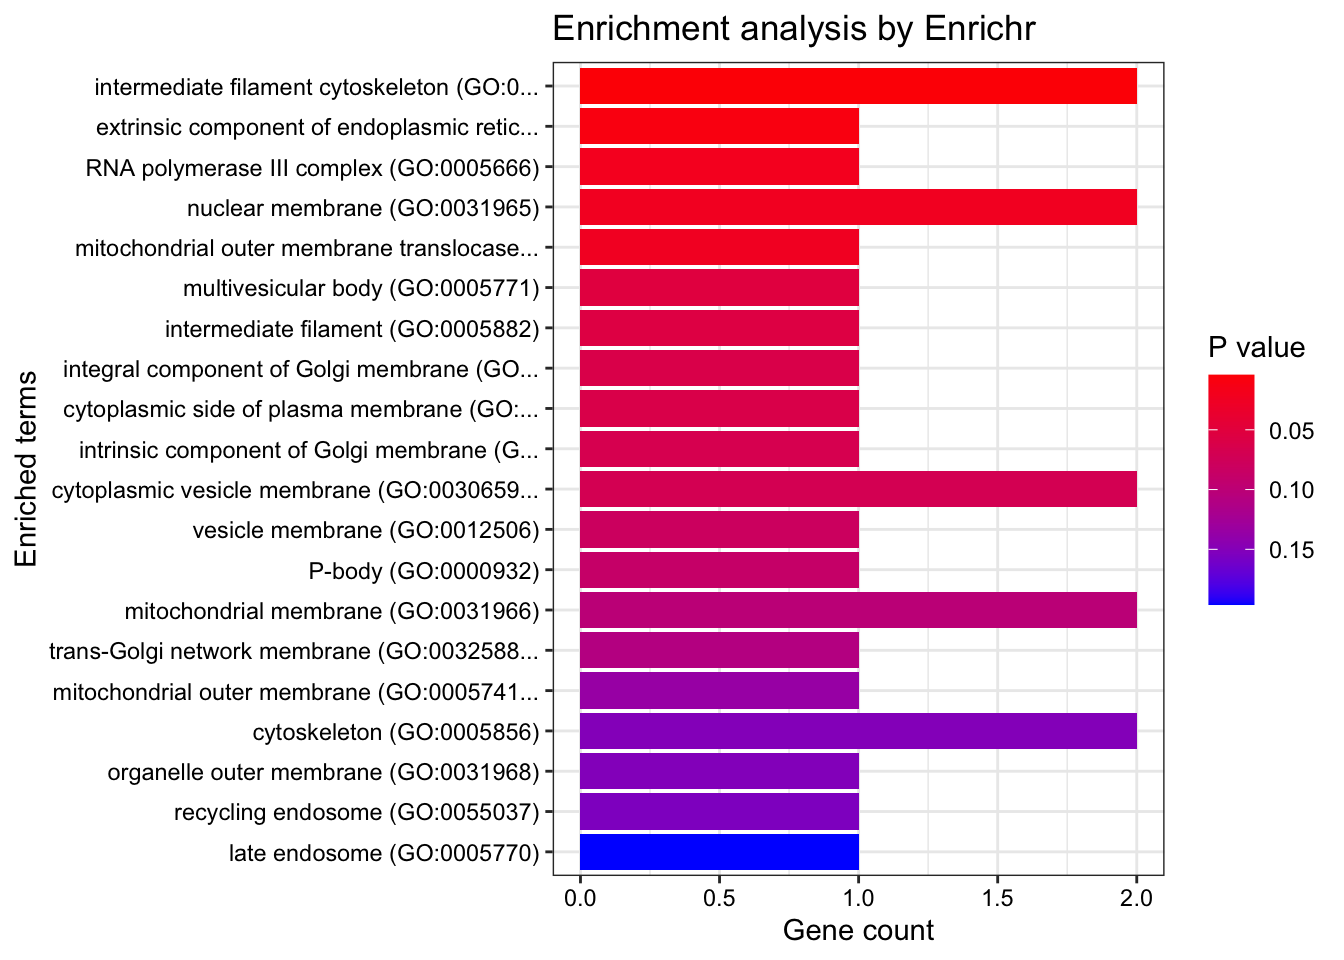 Enrichment analysis by Enrichr
intermediate filament cytoskeleton (GO:0...
extrinsic component of endoplasmic retic...
RNA polymerase III complex (GO:0005666)
nuclear membrane (GO:0031965)
mitochondrial outer membrane translocase...
multivesicular body (GO:0005771)
intermediate filament (GO:0005882)
integral component of Golgi membrane (GO...
cytoplasmic side of plasma membrane (GO:...
intrinsic component of Golgi membrane (G...
cytoplasmic vesicle membrane (GO:0030659...
vesicle membrane (GO:0012506)
P-body (GO:0000932)
mitochondrial membrane (GO:0031966)
trans-Golgi network membrane (GO:0032588...
mitochondrial outer membrane (GO:0005741...
cytoskeleton (GO:0005856)
organelle outer membrane (GO:0031968)
recycling endosome (GO:0055037)
late endosome (GO:0005770)
Enriched terms
0.0 0.5 1.0 1.5 2.0
Gene count
P value
0.05
0.10
0.15